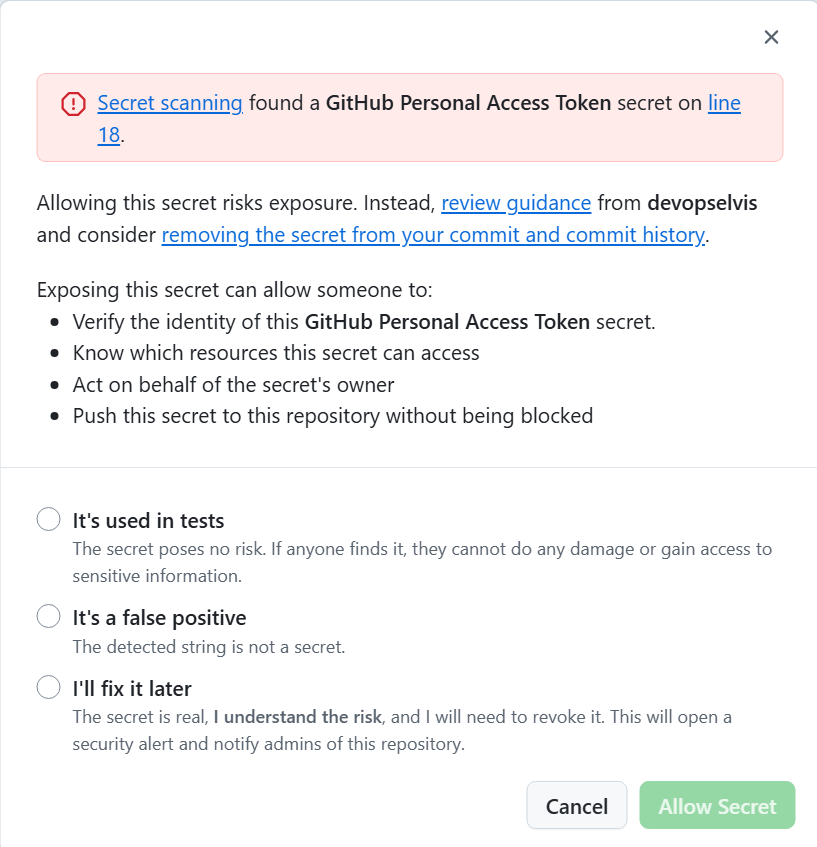 Secret scanning found a GitHub Personal Access Token secret on line
18.
Allowing this secret risks exposure. Instead, review guidance from devopselvis
and consider removing the secret from your commit and commit history.
Exposing this secret can allow someone to:
Verify the identity of this GitHub Personal Access Token secret.
Know which resources this secret can access
Act on behalf of the secret's owner
Push this secret to this repository without being blocked
It's used in tests
The secret poses no risk. If anyone finds it, they cannot do any damage or gain access to
sensitive information.
It's a false positive
The detected string is not a secret.
I'll fix it later
The secret is real, I understand the risk, and I will need to revoke it. This will open a
security alert and notify admins of this repository.
Cancel Allow Secret